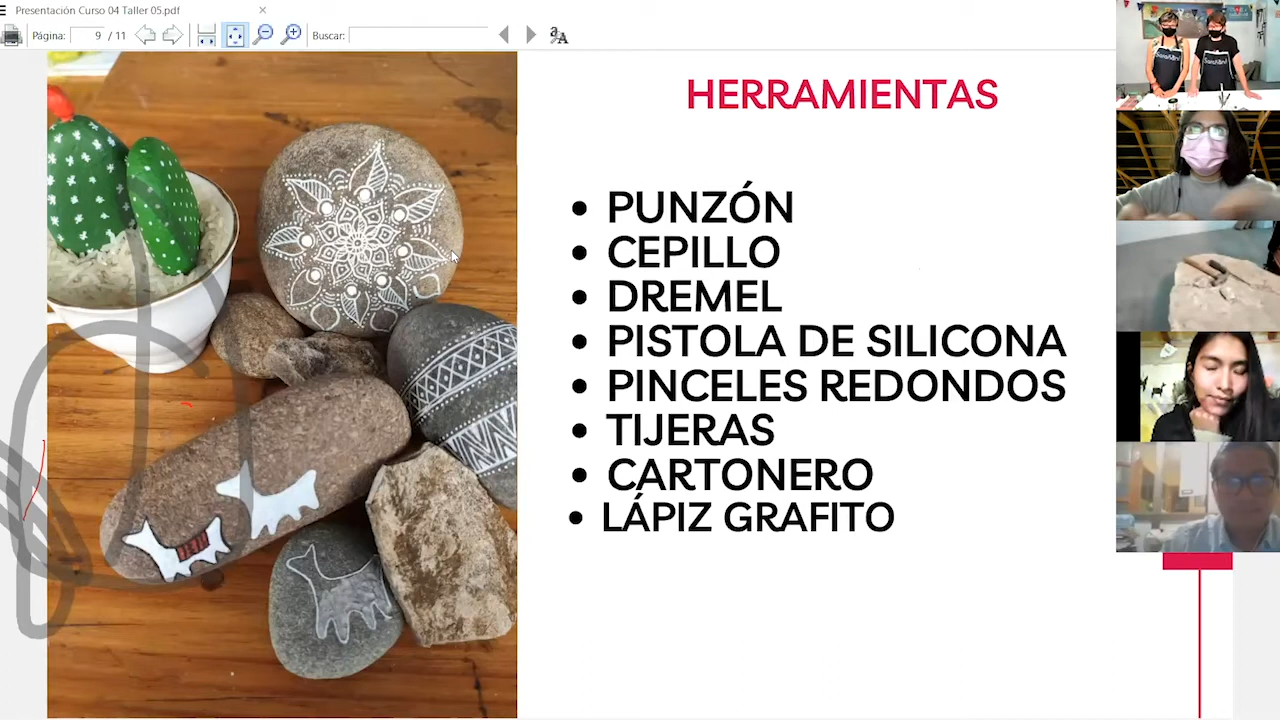 Presentación Curso 04 Taller 05.pdf
Página: 9 / 11
Buscar:
HERRAMIENTAS
• PUNZÓN
• CEPILLO
• DREMEL
• PISTOLA DE SILICONA
• PINCELES REDONDOS
• TIJERAS
• CARTONERO
• LÁPIZ GRAFITO